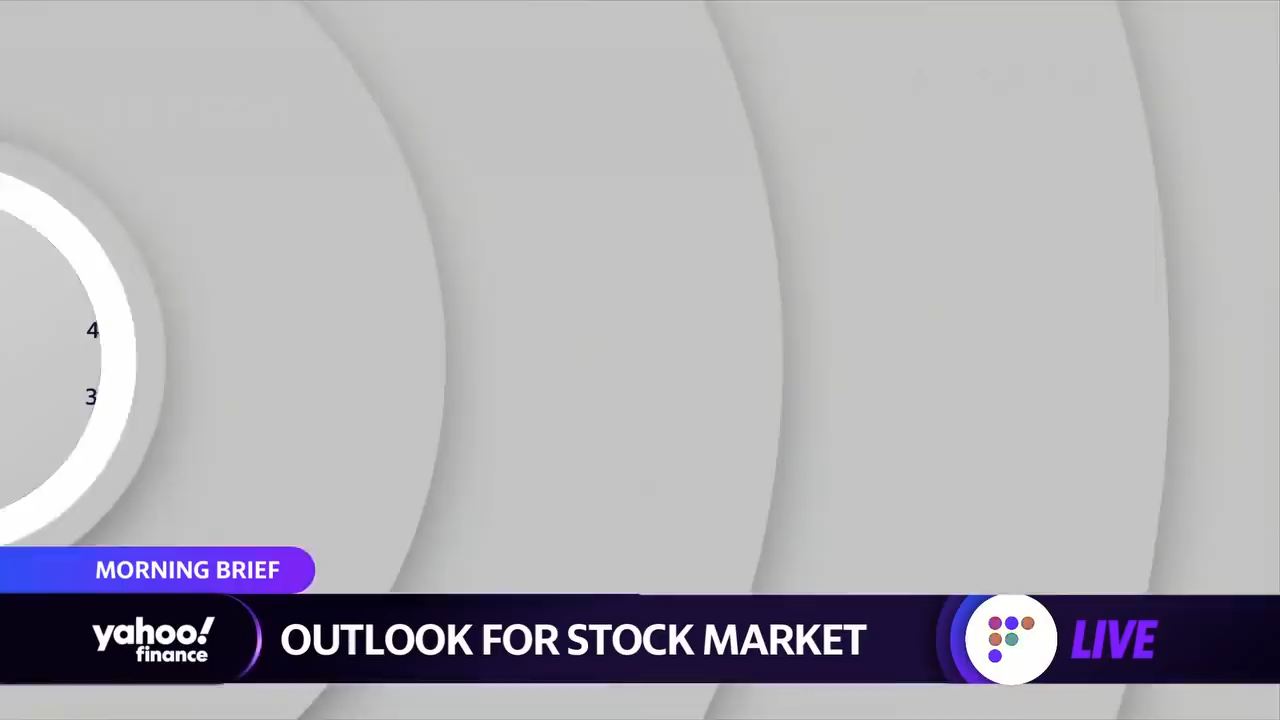 4
3
MORNING BRIEF
yahoo!
finance
OUTLOOK FOR STOCK MARKET
LIVE